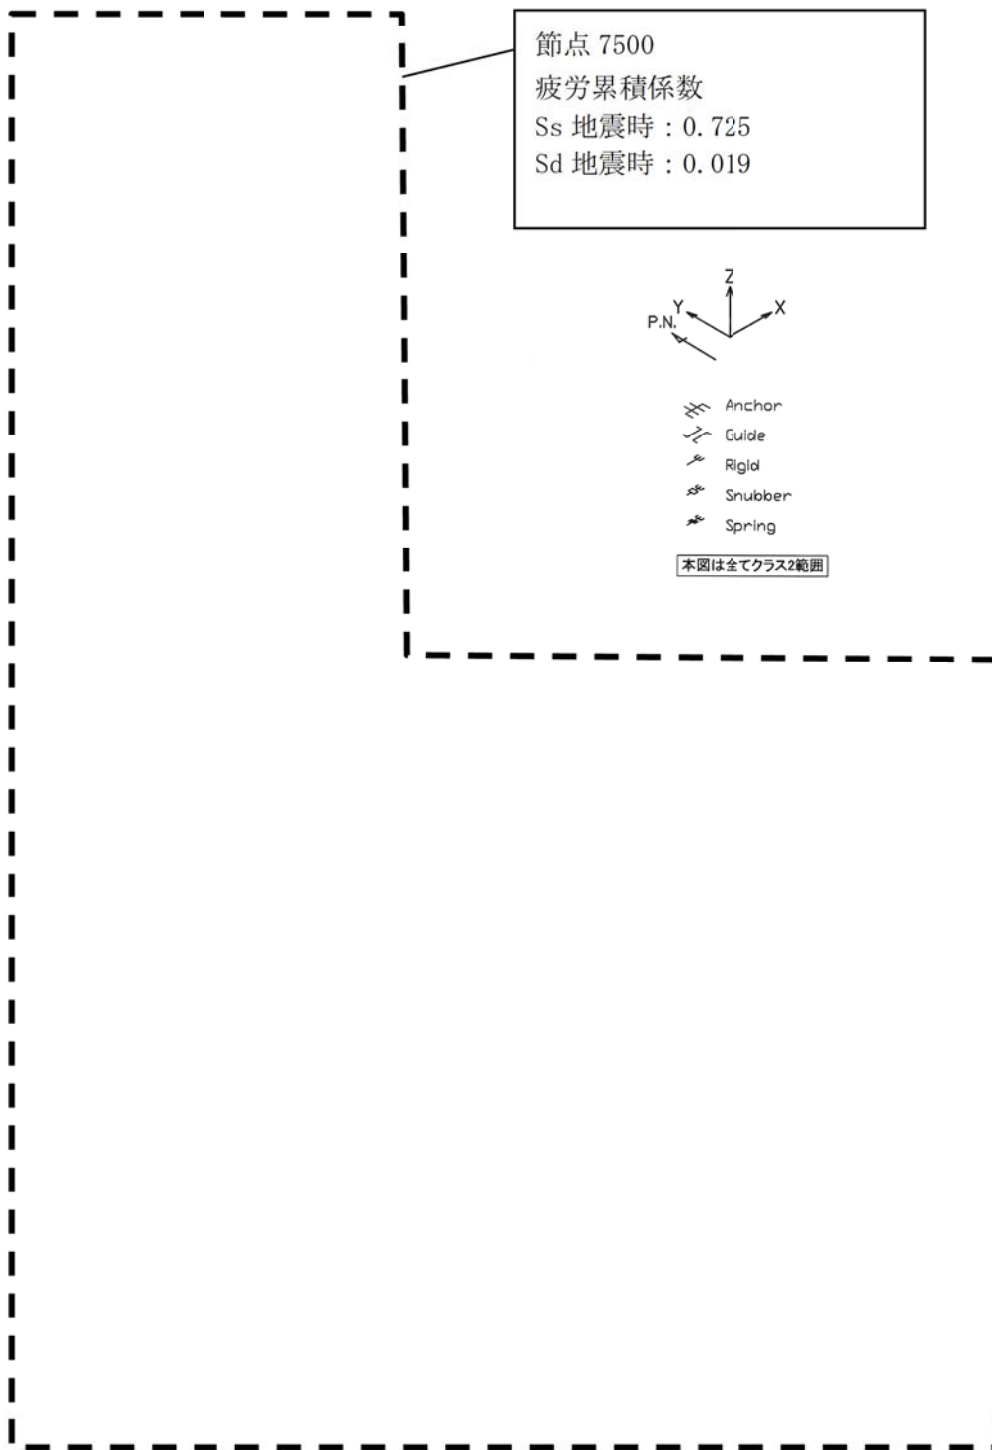 節点 7500
疲労累積係数
Ss 地震時：0.725
Sd 地震時：0.019
Z
Y
X
P.N.
Anchor
Guide
Rigid
Snubber
Spring
本図は全てクラス2範囲